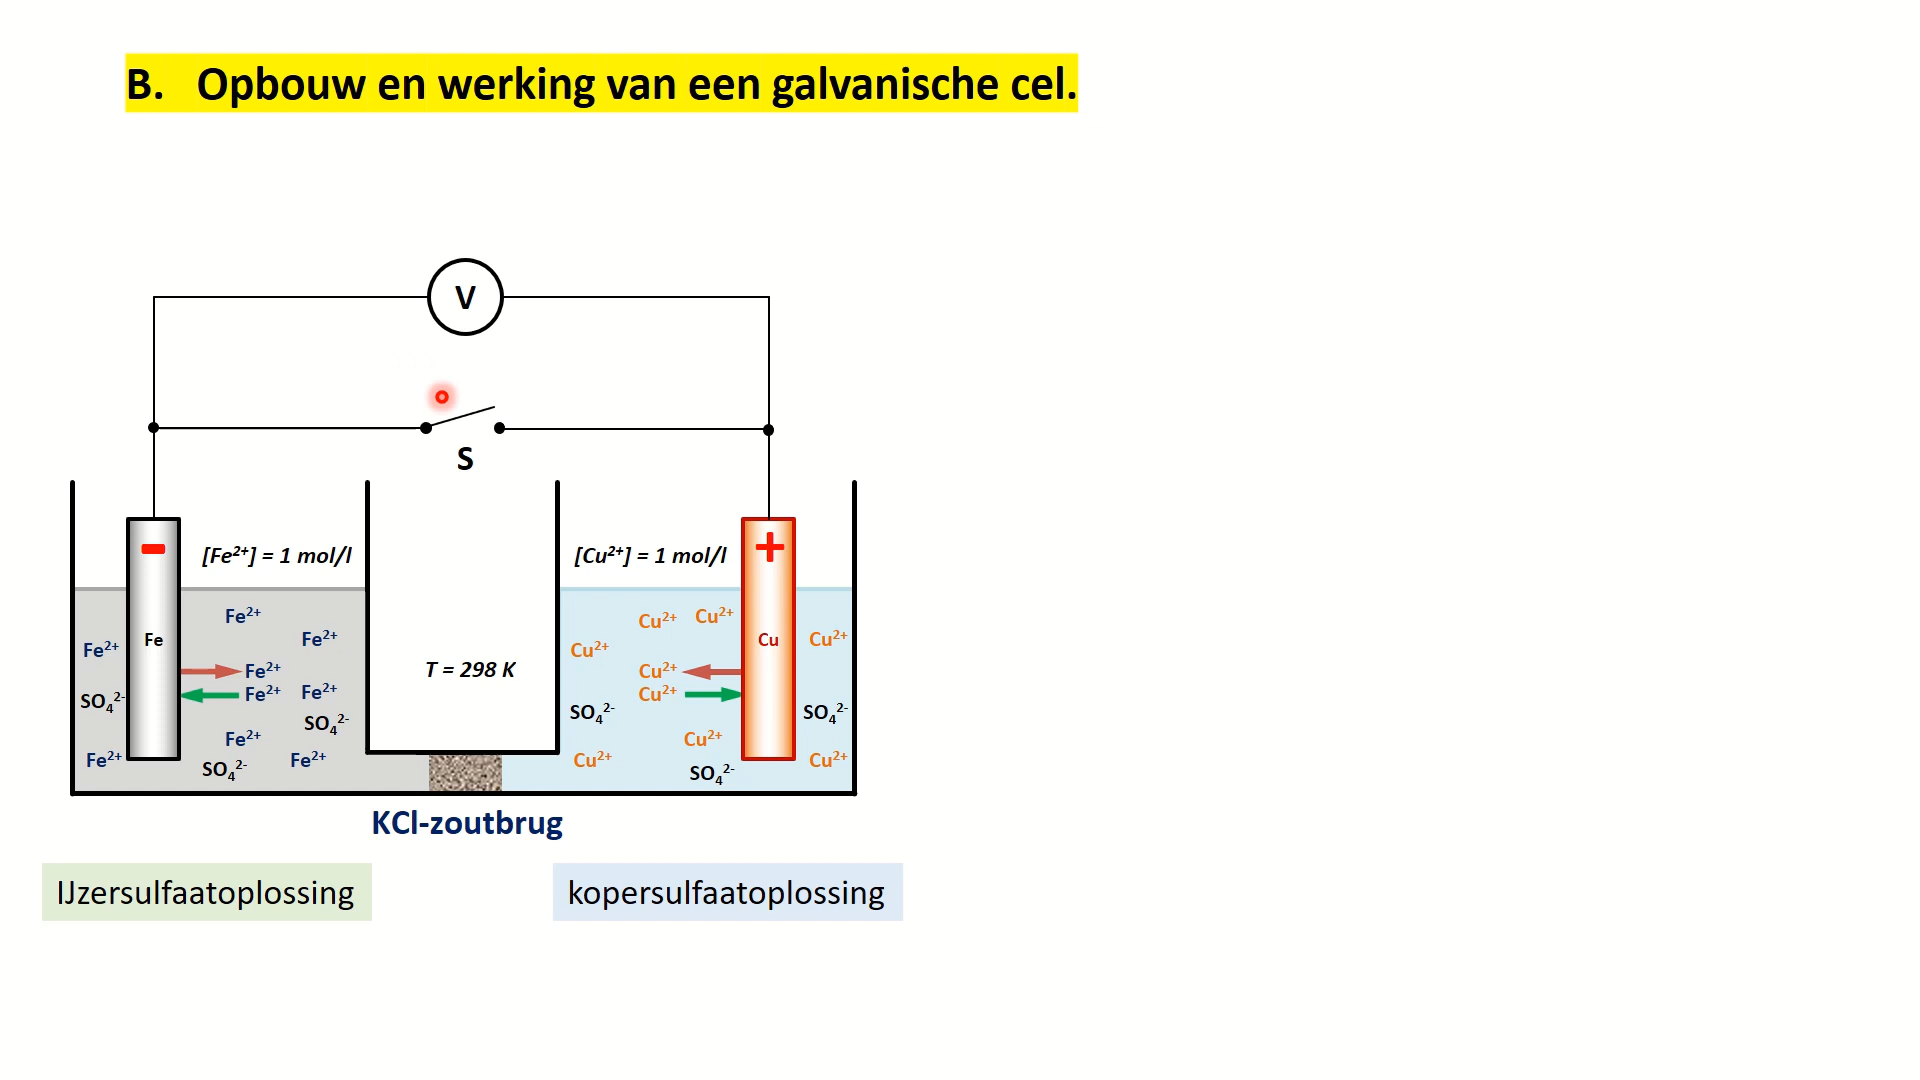 B. Opbouw en werking van een galvanische cel.
V
S
[Fe²⁺] = 1 mol/l
[Cu²⁺] = 1 mol/l
Fe
Fe²⁺
Fe²⁺
Fe²⁺
Fe²⁺
Fe²⁺
Fe²⁺
SO₄²⁻
Fe²⁺
SO₄²⁻
Fe²⁺
Fe²⁺
Fe²⁺
SO₄²⁻
T = 298 K
Cu
Cu²⁺
Cu²⁺
Cu²⁺
Cu²⁺
Cu²⁺
Cu²⁺
SO₄²⁻
SO₄²⁻
Cu²⁺
Cu²⁺
Cu²⁺
SO₄²⁻
KCl-zoutbrug
IJzersulfaatoplossing
kopersulfaatoplossing